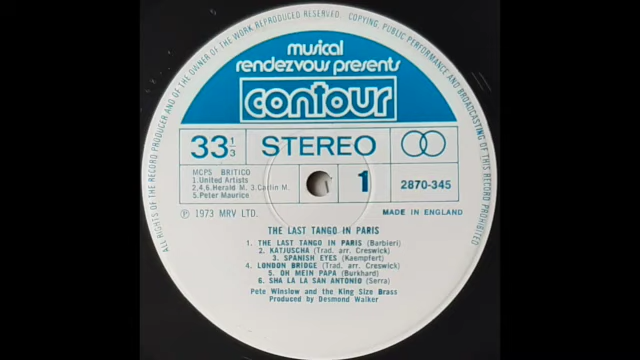 ALL RIGHTS OF THE RECORD PRODUCER AND OF THE OWNER OF THE WORK REPRODUCED RESERVED. COPYING, PUBLIC PERFORMANCE AND BROADCASTING OF THIS RECORD PROHIBITED
musical
rendezvous presents
contour
33 1/3 STEREO
MCPS BRITICO
1.United Artists
2,4,6.Herald M. 3.Carlin M.
5.Peter Maurice
1
2870-345
Ⓟ 1973 MRV LTD.
MADE IN ENGLAND
THE LAST TANGO IN PARIS
1. THE LAST TANGO IN PARIS (Barbieri)
2. KATJUSCHA (Trad. arr. Creswick)
3. SPANISH EYES (Kaempfert)
4. LONDON BRIDGE (Trad. arr. Creswick)
5. OH MEIN PAPA (Burkhard)
6. SHA LA LA SAN ANTONIO (Serra)
Pete Winslow and the King Size Brass
Produced by Desmond Walker